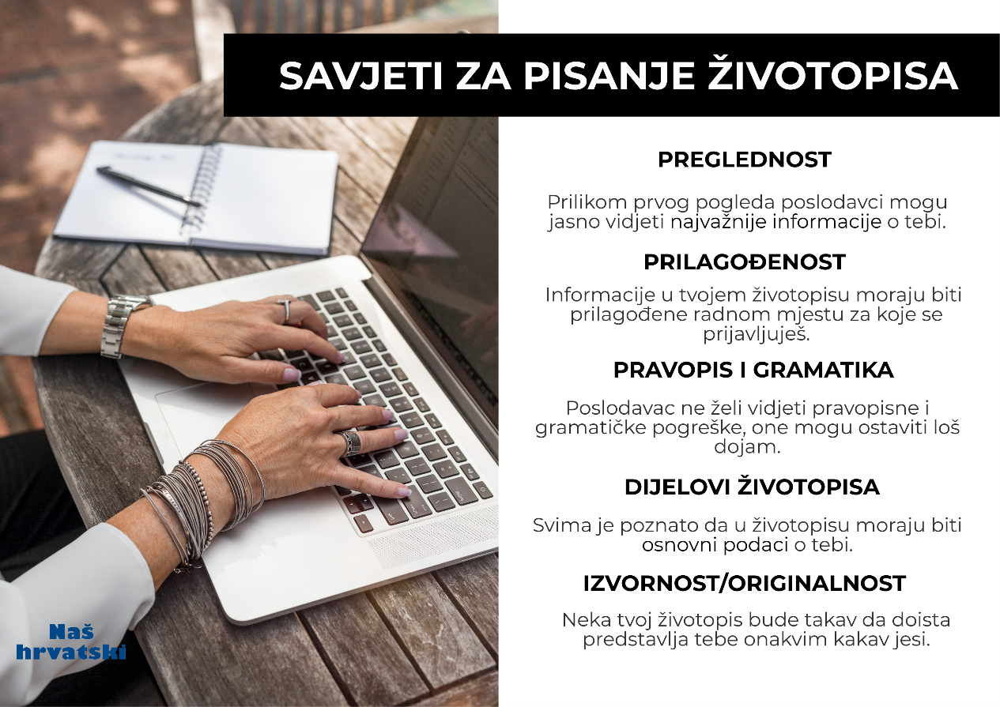 SAVJETI ZA PISANJE ŽIVOTOPISA
PREGLEDNOST
Prilikom prvog pogleda poslodavci mogu
jasno vidjeti najvažnije informacije o tebi.
PRILAGOĐENOST
Informacije u tvojem životopisu moraju biti
prilagođene radnom mjestu za koje se
prijavljuješ.
PRAVOPIS I GRAMATIKA
Poslodavac ne želi vidjeti pravopisne i
gramatičke pogreške, one mogu ostaviti loš
dojam.
DIJELOVI ŽIVOTOPISA
Svima je poznato da u životopisu moraju biti
osnovni podaci o tebi.
IZVORNOST/ORIGINALNOST
Neka tvoj životopis bude takav da doista
predstavlja tebe onakvim kakav jesi.
Naš
hrvatski